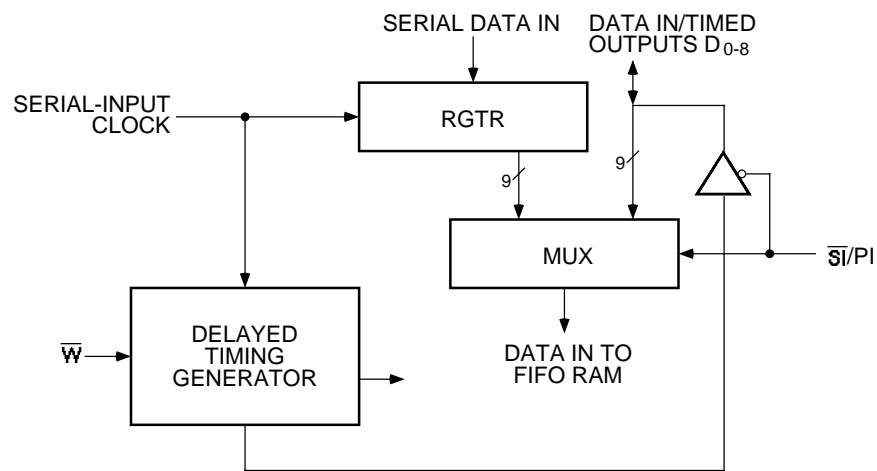 SERIAL DATA IN
DATA IN/TIMED
OUTPUTS D0-8
SERIAL-INPUT
CLOCK
RGTR
9
9
MUX
S̅I̅/PI
W̅
DELAYED
TIMING
GENERATOR
DATA IN TO
FIFO RAM